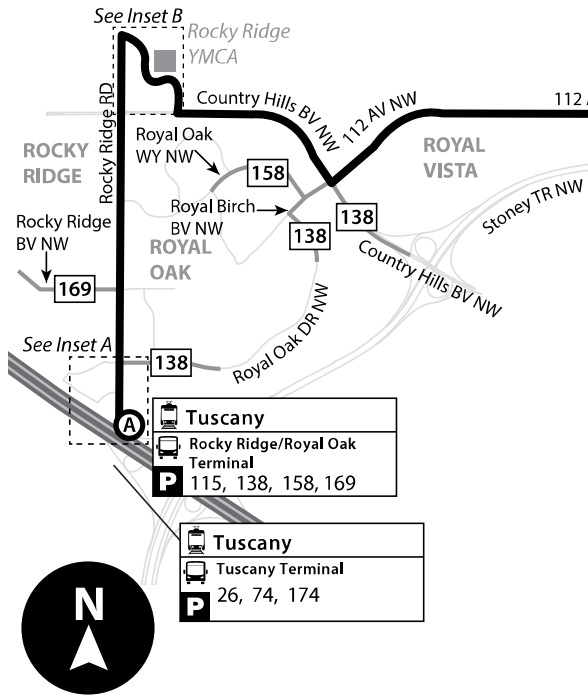 See Inset B
Rocky Ridge
YMCA
Rocky Ridge RD
Country Hills BV NW
112 AV NW
112
ROCKY
RIDGE
Royal Oak
WY NW
158
ROYAL
VISTA
Stoney TR NW
Royal Birch
BV NW
138
138
Rocky Ridge
BV NW
ROYAL
OAK
Country Hills BV NW
169
See Inset A
138
Royal Oak DR NW
A
Tuscany
Rocky Ridge/Royal Oak
Terminal
P
115, 138, 158, 169
Tuscany
Tuscany Terminal
P
26, 74, 174
N